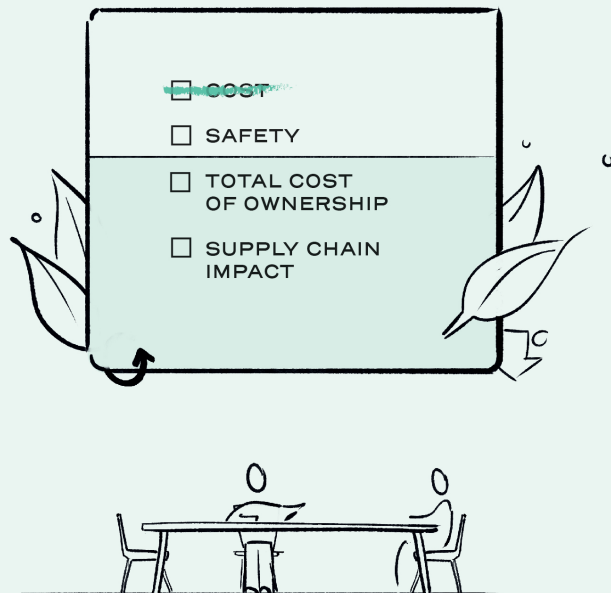 COST
SAFETY
TOTAL COST
OF OWNERSHIP
SUPPLY CHAIN
IMPACT